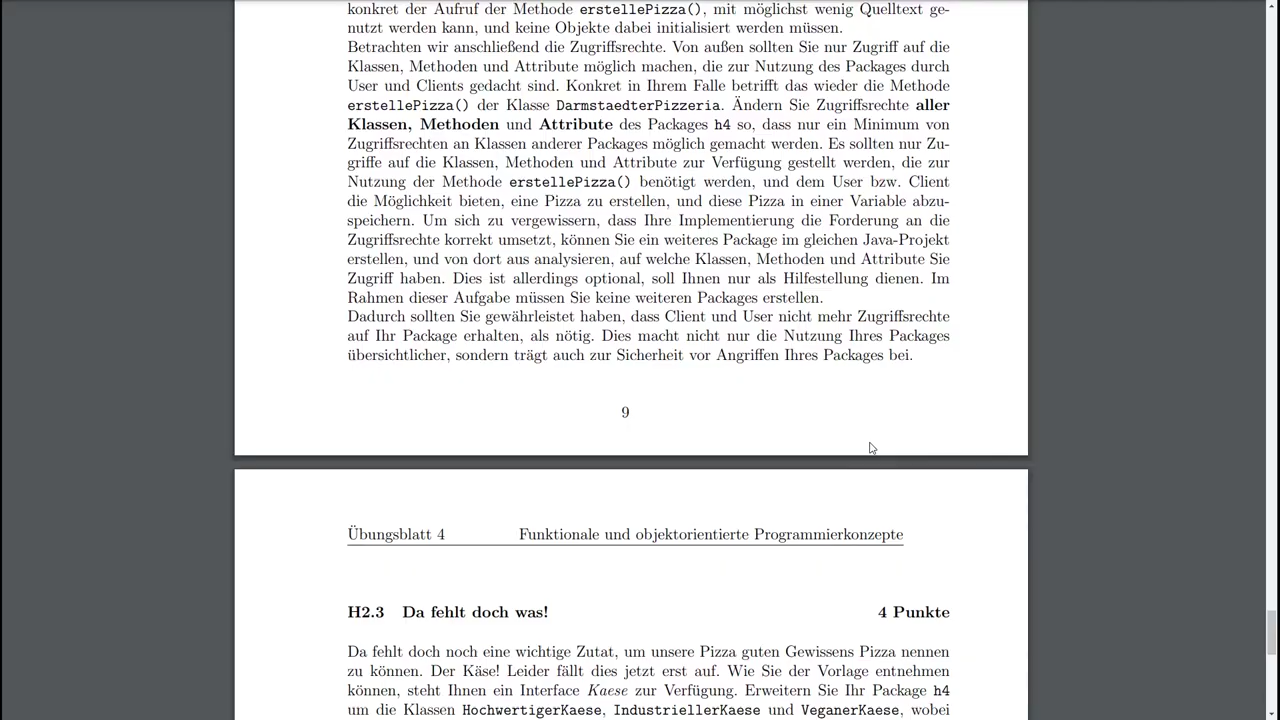 konkret der Aufruf der Methode erstellePizza(), mit möglichst wenig Quelltext ge-
nutzt werden kann, und keine Objekte dabei initialisiert werden müssen.
Betrachten wir anschließend die Zugriffsrechte. Von außen sollten Sie nur Zugriff auf die
Klassen, Methoden und Attribute möglich machen, die zur Nutzung des Packages durch
User und Clients gedacht sind. Konkret in Ihrem Falle betrifft das wieder die Methode
erstellePizza() der Klasse DarmstaedterPizzeria. Ändern Sie Zugriffsrechte aller
Klassen, Methoden und Attribute des Packages h4 so, dass nur ein Minimum von
Zugriffsrechten an Klassen anderer Packages möglich gemacht werden. Es sollten nur Zu-
griffe auf die Klassen, Methoden und Attribute zur Verfügung gestellt werden, die zur
Nutzung der Methode erstellePizza() benötigt werden, und dem User bzw. Client
die Möglichkeit bieten, eine Pizza zu erstellen, und diese Pizza in einer Variable abzu-
speichern. Um sich zu vergewissern, dass Ihre Implementierung die Forderung an die
Zugriffsrechte korrekt umsetzt, können Sie ein weiteres Package im gleichen Java-Projekt
erstellen, und von dort aus analysieren, auf welche Klassen, Methoden und Attribute Sie
Zugriff haben. Dies ist allerdings optional, soll Ihnen nur als Hilfestellung dienen. Im
Rahmen dieser Aufgabe müssen Sie keine weiteren Packages erstellen.
Dadurch sollten Sie gewährleistet haben, dass Client und User nicht mehr Zugriffsrechte
auf Ihr Package erhalten, als nötig. Dies macht nicht nur die Nutzung Ihres Packages
übersichtlicher, sondern trägt auch zur Sicherheit vor Angriffen Ihres Packages bei.
9
Übungsblatt 4 Funktionale und objektorientierte Programmierkonzepte
H2.3 Da fehlt doch was! 4 Punkte
Da fehlt doch noch eine wichtige Zutat, um unsere Pizza guten Gewissens Pizza nennen
zu können. Der Käse! Leider fällt dies jetzt erst auf. Wie Sie der Vorlage entnehmen
können, steht Ihnen ein Interface Kaese zur Verfügung. Erweitern Sie Ihr Package h4
um die Klassen HochwertigerKaese, IndustriellerKaese und VeganerKaese, wobei